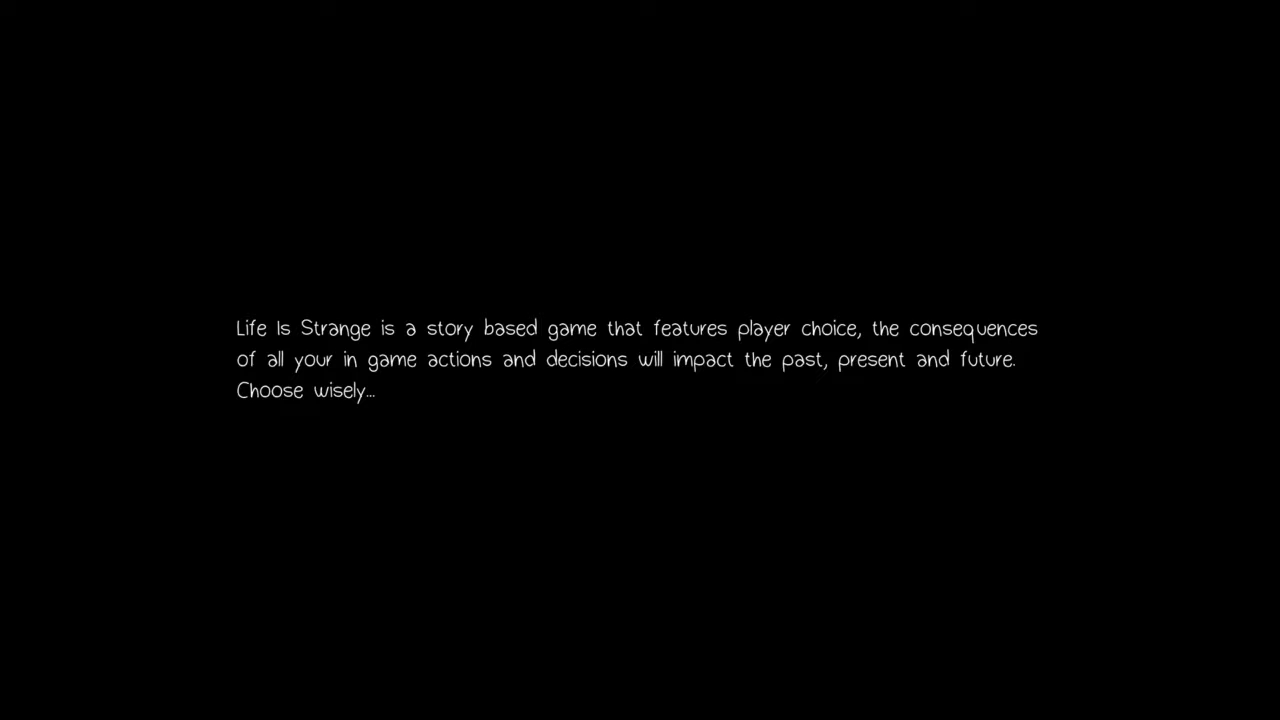 Life Is Strange is a story based game that features player choice, the consequences
of all your in game actions and decisions will impact the past, present and future.
Choose wisely...